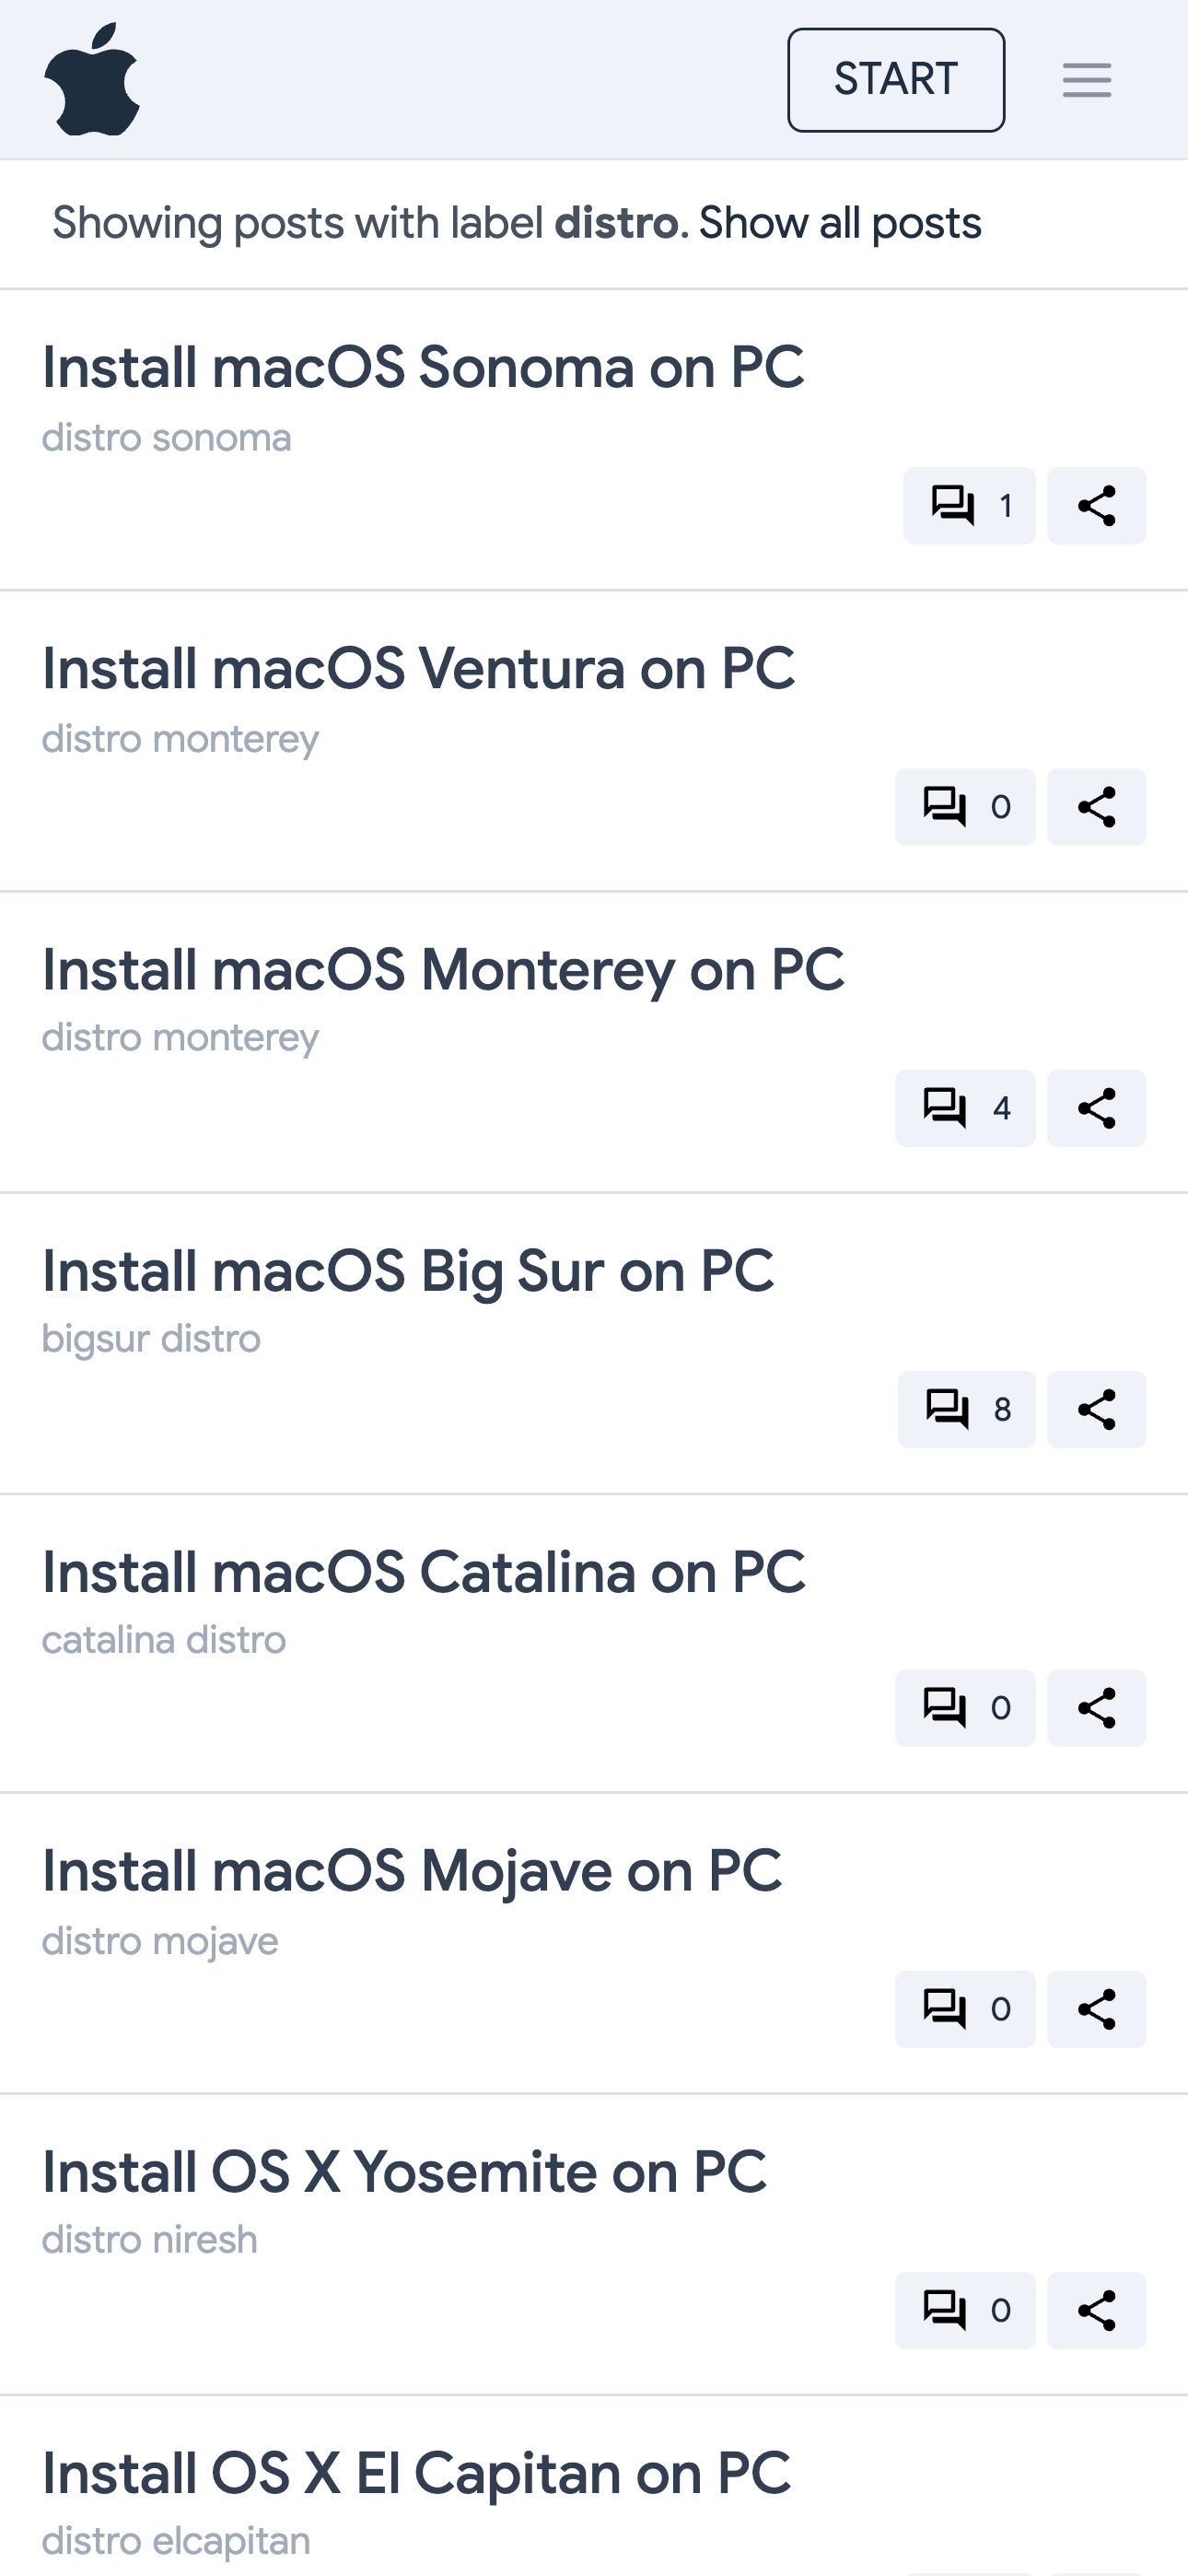 START
Showing posts with label distro. Show all posts
Install macOS Sonoma on PC
distro sonoma
1
Install macOS Ventura on PC
distro monterey
0
Install macOS Monterey on PC
distro monterey
4
Install macOS Big Sur on PC
bigsur distro
8
Install macOS Catalina on PC
catalina distro
0
Install macOS Mojave on PC
distro mojave
0
Install OS X Yosemite on PC
distro niresh
0
Install OS X El Capitan on PC
distro elcapitan